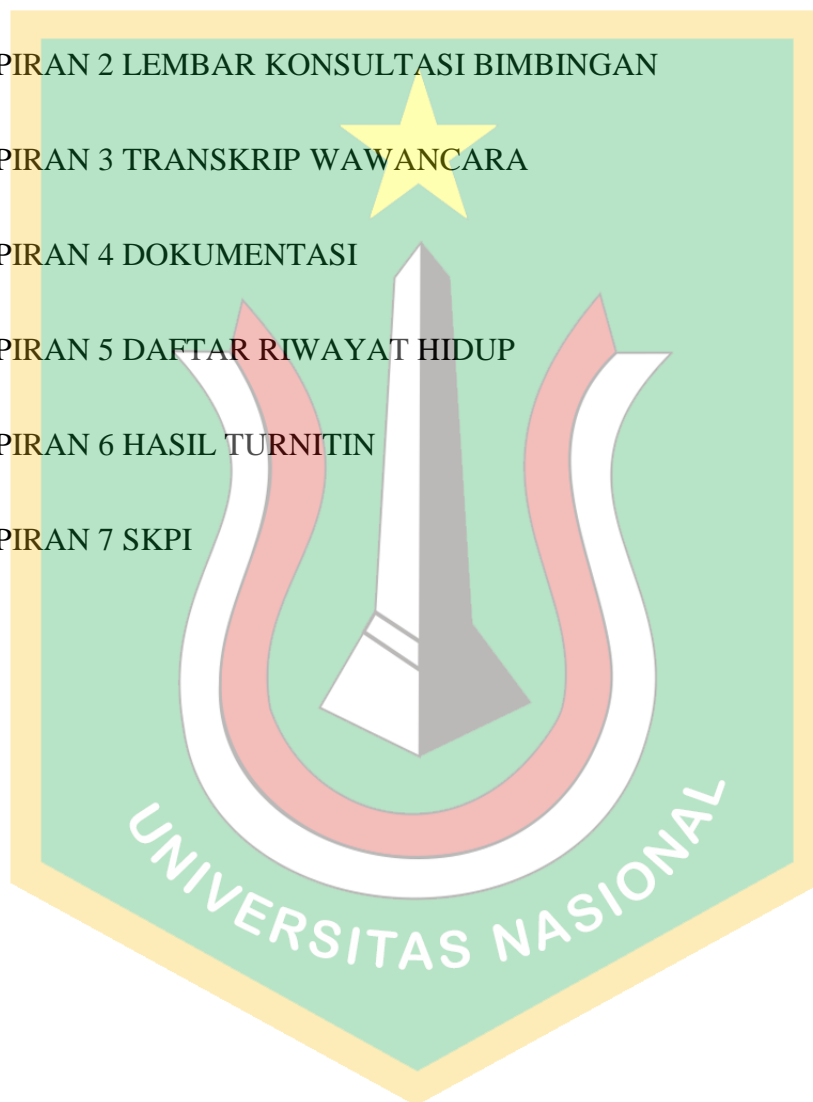 PIRAN 2 LEMBAR KONSULTASI BIMBINGAN
PIRAN 3 TRANSKRIP WAWANCARA
PIRAN 4 DOKUMENTASI
PIRAN 5 DAFTAR RIWAYAT HIDUP
PIRAN 6 HASIL TURNITIN
PIRAN 7 SKPI
UNIVERSITAS NASIONAL